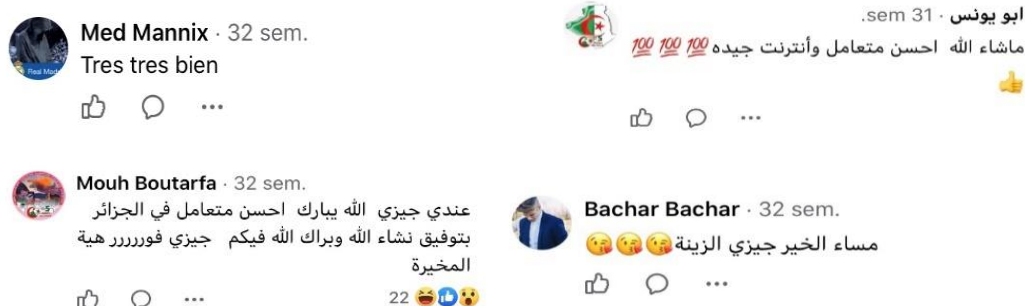 Med Mannix · 32 sem.
Tres tres bien
ابو يونس · 31 sem.
ماشاء الله احسن متعامل وأنترنت جيده 💯 💯 💯
👍
Mouh Boutarfa · 32 sem.
عندي جيزي الله يبارك احسن متعامل في الجزائر
بتوفيق نشاء الله وبراك الله فيكم جيزي فوررررر هية
المخيرة
22
Bachar Bachar · 32 sem.
مساء الخير جيزي الزينة😘😘😘